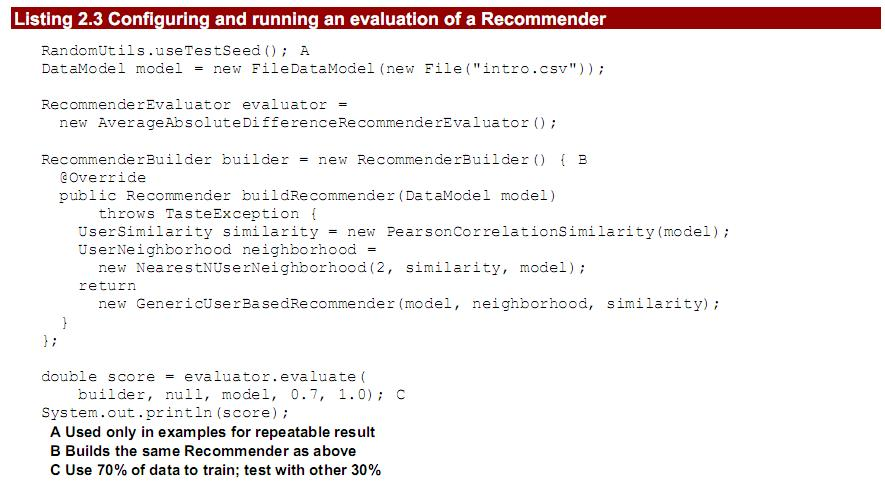 Listing 2.3 Configuring and running an evaluation of a Recommender
RandomUtils.useTestSeed(); A
DataModel model = new FileDataModel(new File("intro.csv"));
RecommenderEvaluator evaluator =
new AverageAbsoluteDifferenceRecommenderEvaluator();
RecommenderBuilder builder = new RecommenderBuilder() { B
@Override
public Recommender buildRecommender(DataModel model)
throws TasteException {
UserSimilarity similarity = new PearsonCorrelationSimilarity(model);
UserNeighborhood neighborhood =
new NearestNUserNeighborhood(2, similarity, model);
return
new GenericUserBasedRecommender(model, neighborhood, similarity);
}
};
double score = evaluator.evaluate(
builder, null, model, 0.7, 1.0); C
System.out.println(score);
A Used only in examples for repeatable result
B Builds the same Recommender as above
C Use 70% of data to train; test with other 30%